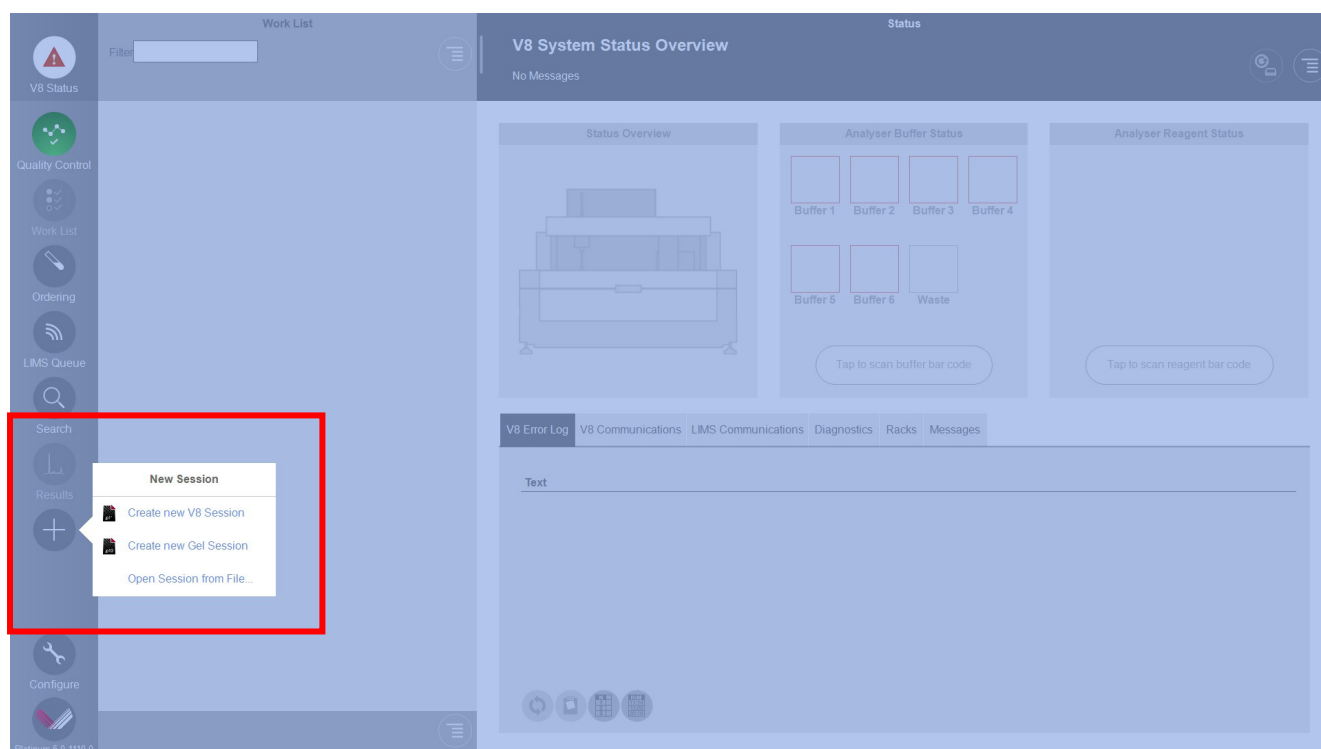 Work List
Status
Filter
V8 System Status Overview
No Messages
V8 Status
Quality Control
Work List
Ordering
LIMS Queue
Search
Results
Configure
New Session
Create new V8 Session
Create new Gel Session
Open Session from File...
Status Overview
Analyser Buffer Status
Buffer 1 Buffer 2 Buffer 3 Buffer 4
Buffer 5 Buffer 6 Waste
Tap to scan buffer bar code
Analyser Reagent Status
Tap to scan reagent bar code
V8 Error Log V8 Communications LIMS Communications Diagnostics Racks Messages
Text